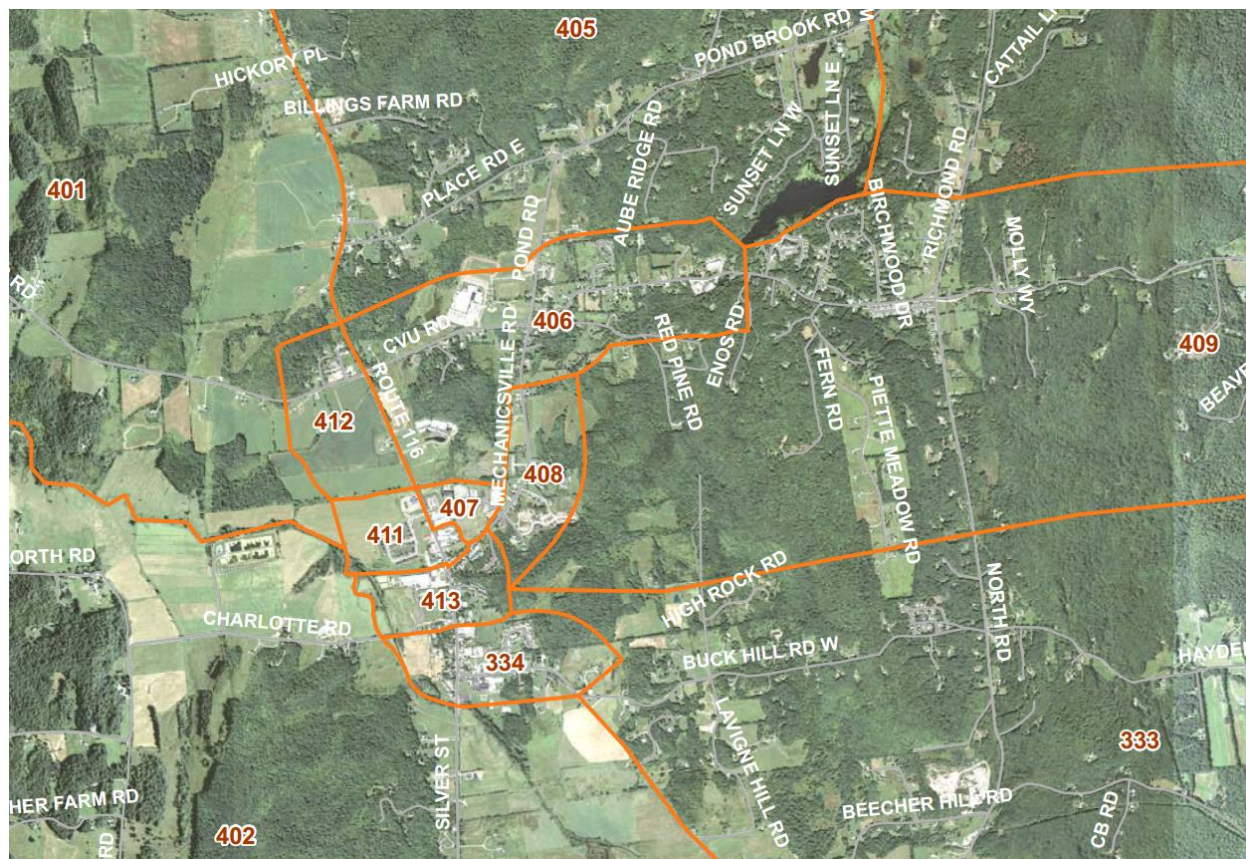 405
POND BROOK RD W
CATTAIL L
HICKORY PL
BILLINGS FARM RD
SUNSET LN E
SUNSET LN W
AUBE RIDGE RD
PLACE RD E
401
RICHMOND RD
BIRCHWOOD DR
POND RD
MOLLY WY
RD
406
CVU RD
MECHANICSVILLE RD
RED PINE RD
ENOS RD
FERN RD
409
BEAVE
ROUTE 116
PIETTE MEADOW RD
412
408
407
411
ORTH RD
413
HIGH ROCK RD
NORTH RD
CHARLOTTE RD
334
BUCK HILL RD W
HAYDEN
LAVIGNE HILL RD
333
SILVER ST
HER FARM RD
BEECHER HILL RD
CB RD
402
RD